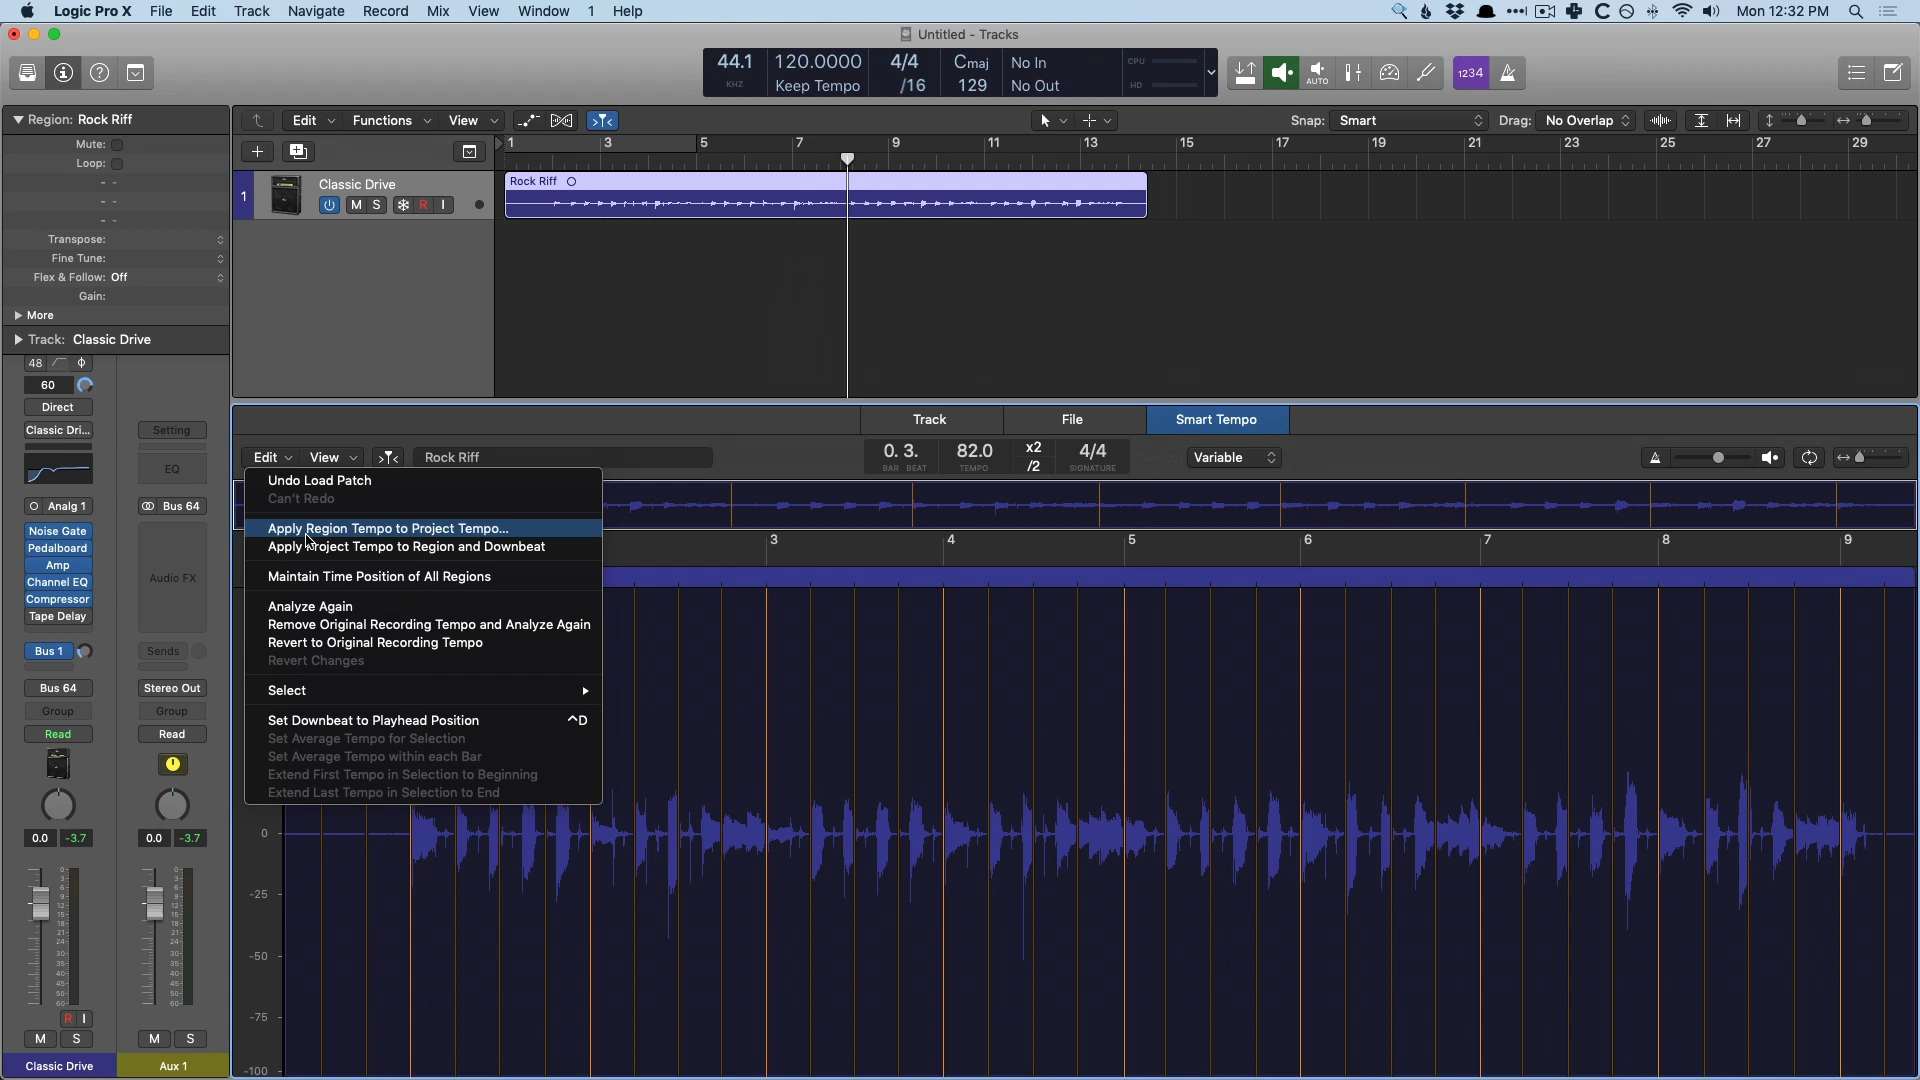 Logic Pro X File Edit Track Navigate Record Mix View Window 1 Help Mon 12:32 PM
Untitled - Tracks
44.1 120.0000 4/4 Cmaj No In CPU
KHZ Keep Tempo /16 129 No Out HD
AUTO 1234
Region: Rock Riff
Mute:
Loop:
Transpose:
Fine Tune:
Flex & Follow: Off
Gain:
More
Track: Classic Drive
Edit Functions View Snap: Smart Drag: No Overlap
1 3 5 7 9 11 13 15 17 19 21 23 25 27 29
1 Classic Drive
M S R I
Rock Riff
48
60
Direct
Classic Dri...
Analg 1
Noise Gate
Pedalboard
Amp
Channel EQ
Compressor
Tape Delay
Bus 1
Bus 64
Group
Read
0.0 -3.7
R I
M S
Classic Drive
Setting
EQ
Bus 64
Audio FX
Sends
Stereo Out
Group
Read
0.0 -3.7
M S
Aux 1
Track File Smart Tempo
Edit View Rock Riff
0. 3. 82.0 x2 4/4 Variable
BAR BEAT TEMPO /2 SIGNATURE
Undo Load Patch
Can't Redo
Apply Region Tempo to Project Tempo...
Apply Project Tempo to Region and Downbeat
Maintain Time Position of All Regions
Analyze Again
Remove Original Recording Tempo and Analyze Again
Revert to Original Recording Tempo
Revert Changes
Select
Set Downbeat to Playhead Position ^D
Set Average Tempo for Selection
Set Average Tempo within each Bar
Extend First Tempo in Selection to Beginning
Extend Last Tempo in Selection to End
3 4 5 6 7 8 9
0
-25
-50
-75
-100